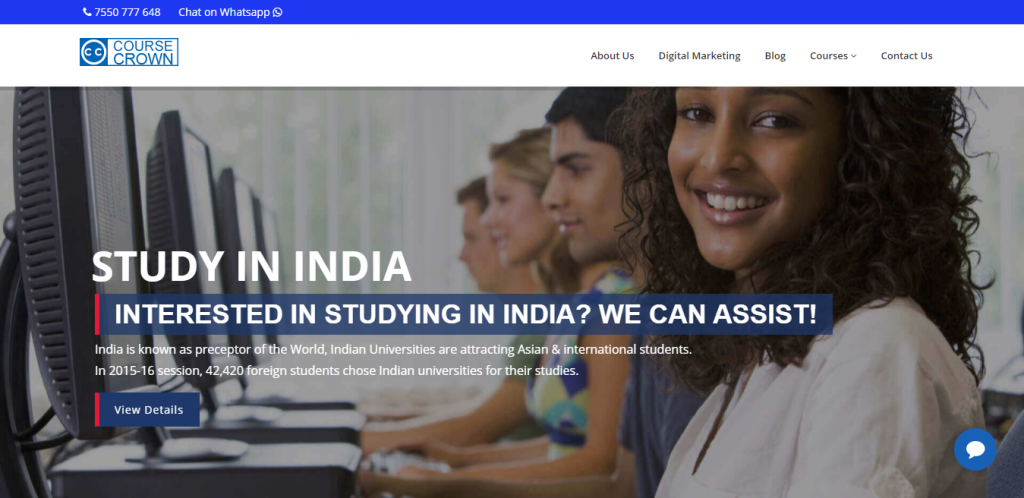 7550 777 648 Chat on Whatsapp
CC COURSE
CROWN
About Us Digital Marketing Blog Courses Contact Us
STUDY IN INDIA
INTERESTED IN STUDYING IN INDIA? WE CAN ASSIST!
India is known as preceptor of the World, Indian Universities are attracting Asian & international students.
In 2015-16 session, 42,420 foreign students chose Indian universities for their studies.
View Details